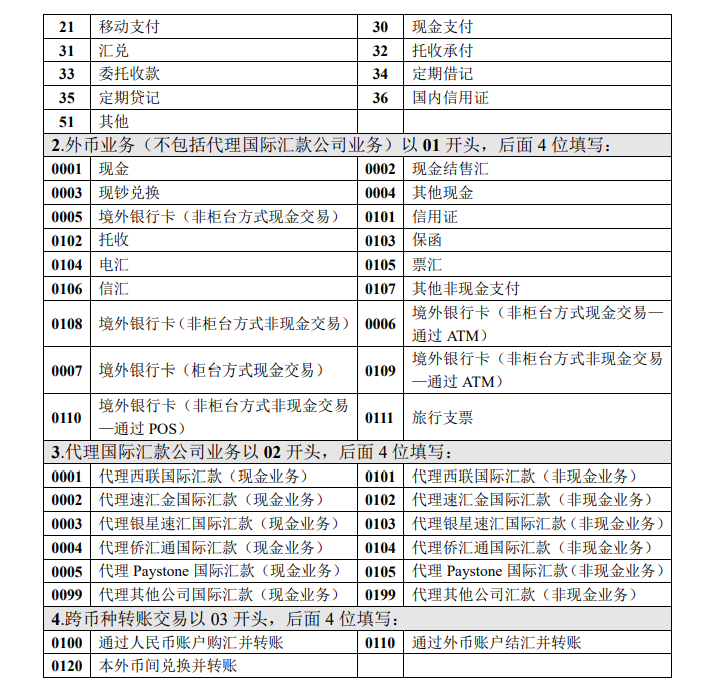 21 移动支付 30 现金支付
31 汇兑 32 托收承付
33 委托收款 34 定期借记
35 定期贷记 36 国内信用证
51 其他
2.外币业务（不包括代理国际汇款公司业务）以 01 开头，后面 4 位填写：
0001 现金 0002 现金结售汇
0003 现钞兑换 0004 其他现金
0005 境外银行卡（非柜台方式现金交易） 0101 信用证
0102 托收 0103 保函
0104 电汇 0105 票汇
0106 信汇 0107 其他非现金支付
0108 境外银行卡（非柜台方式非现金交易） 0006 境外银行卡（非柜台方式现金交易—
通过 ATM）
0007 境外银行卡（柜台方式现金交易） 0109 境外银行卡（非柜台方式非现金交易
—通过 ATM）
0110 境外银行卡（非柜台方式非现金交易
—通过 POS） 0111 旅行支票
3.代理国际汇款公司业务以 02 开头，后面 4 位填写：
0001 代理西联国际汇款（现金业务） 0101 代理西联国际汇款（非现金业务）
0002 代理速汇金国际汇款（现金业务） 0102 代理速汇金国际汇款（非现金业务）
0003 代理银星速汇国际汇款（现金业务） 0103 代理银星速汇国际汇款（非现金业务）
0004 代理侨汇通国际汇款（现金业务） 0104 代理侨汇通国际汇款（非现金业务）
0005 代理 Paystone 国际汇款（现金业务） 0105 代理 Paystone 国际汇款（非现金业务）
0099 代理其他公司国际汇款（现金业务） 0199 代理其他公司汇款（非现金业务）
4.跨币种转账交易以 03 开头，后面 4 位填写：
0100 通过人民币账户购汇并转账 0110 通过外币账户结汇并转账
0120 本外币间兑换并转账